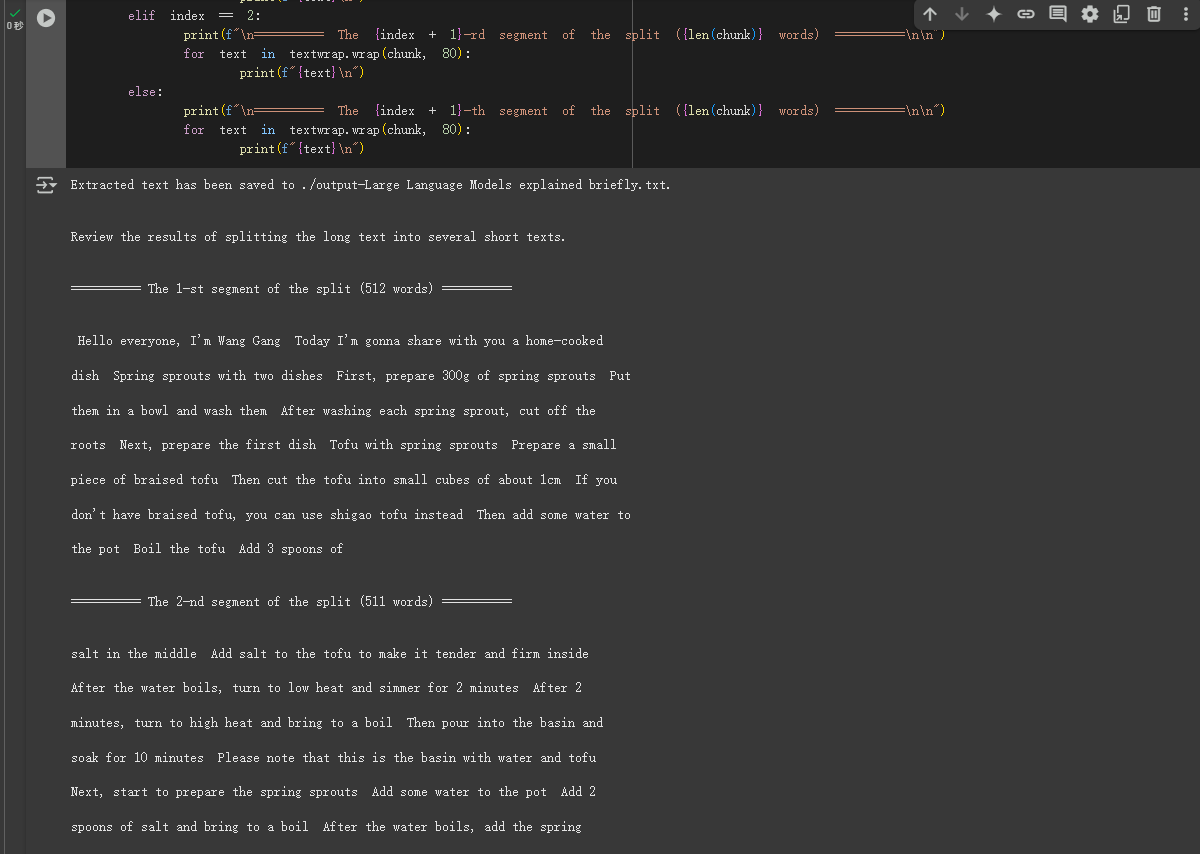 elif index == 2:
print(f"\n══════════ The {index + 1}-rd segment of the split ({len(chunk)} words) ══════════\n\n")
for text in textwrap.wrap(chunk, 80):
print(f"{text}\n")
else:
print(f"\n══════════ The {index + 1}-th segment of the split ({len(chunk)} words) ══════════\n\n")
for text in textwrap.wrap(chunk, 80):
print(f"{text}\n")
0秒
Extracted text has been saved to ./output-Large Language Models explained briefly.txt.
Review the results of splitting the long text into several short texts.
══════════ The 1-st segment of the split (512 words) ══════════
Hello everyone, I'm Wang Gang  Today I'm gonna share with you a home-cooked
dish  Spring sprouts with two dishes  First, prepare 300g of spring sprouts  Put
them in a bowl and wash them  After washing each spring sprout, cut off the
roots  Next, prepare the first dish  Tofu with spring sprouts  Prepare a small
piece of braised tofu  Then cut the tofu into small cubes of about 1cm  If you
don't have braised tofu, you can use shigao tofu instead  Then add some water to
the pot  Boil the tofu  Add 3 spoons of
══════════ The 2-nd segment of the split (511 words) ══════════
salt in the middle  Add salt to the tofu to make it tender and firm inside
After the water boils, turn to low heat and simmer for 2 minutes  After 2
minutes, turn to high heat and bring to a boil  Then pour into the basin and
soak for 10 minutes  Please note that this is the basin with water and tofu
Next, start to prepare the spring sprouts  Add some water to the pot  Add 2
spoons of salt and bring to a boil  After the water boils, add the spring